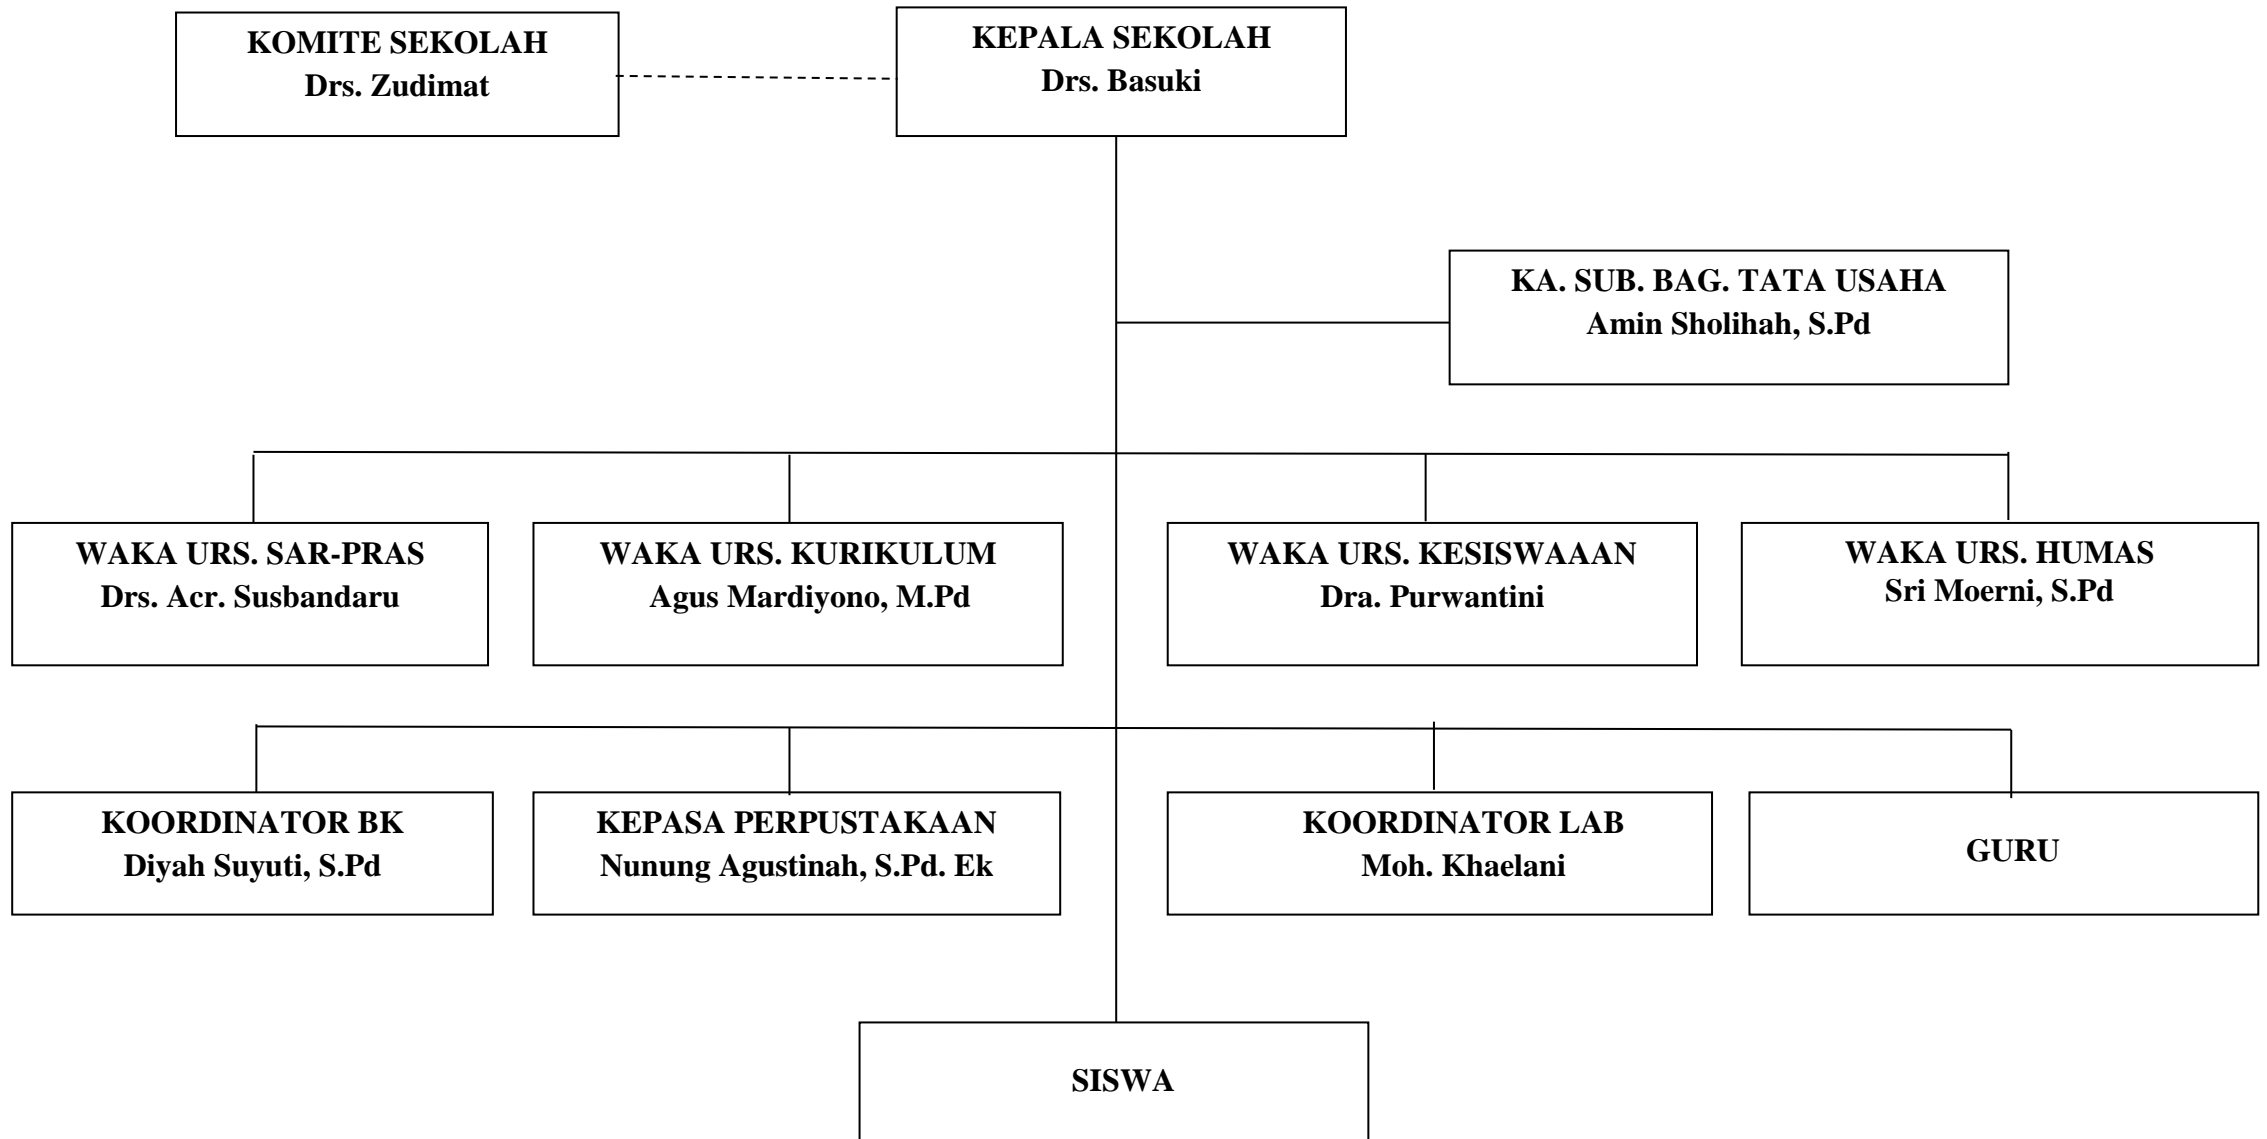 KOMITE SEKOLAH
Drs. Zudimat
KEPALA SEKOLAH
Drs. Basuki
KA. SUB. BAG. TATA USAHA
Amin Sholihah, S.Pd
WAKA URS. SAR-PRAS
Drs. Acr. Susbandaru
WAKA URS. KURIKULUM
Agus Mardiyono, M.Pd
WAKA URS. KESISWAAAN
Dra. Purwantini
WAKA URS. HUMAS
Sri Moerni, S.Pd
KOORDINATOR BK
Diyah Suyuti, S.Pd
KEPASA PERPUSTAKAAN
Nunung Agustinah, S.Pd. Ek
KOORDINATOR LAB
Moh. Khaelani
GURU
SISWA